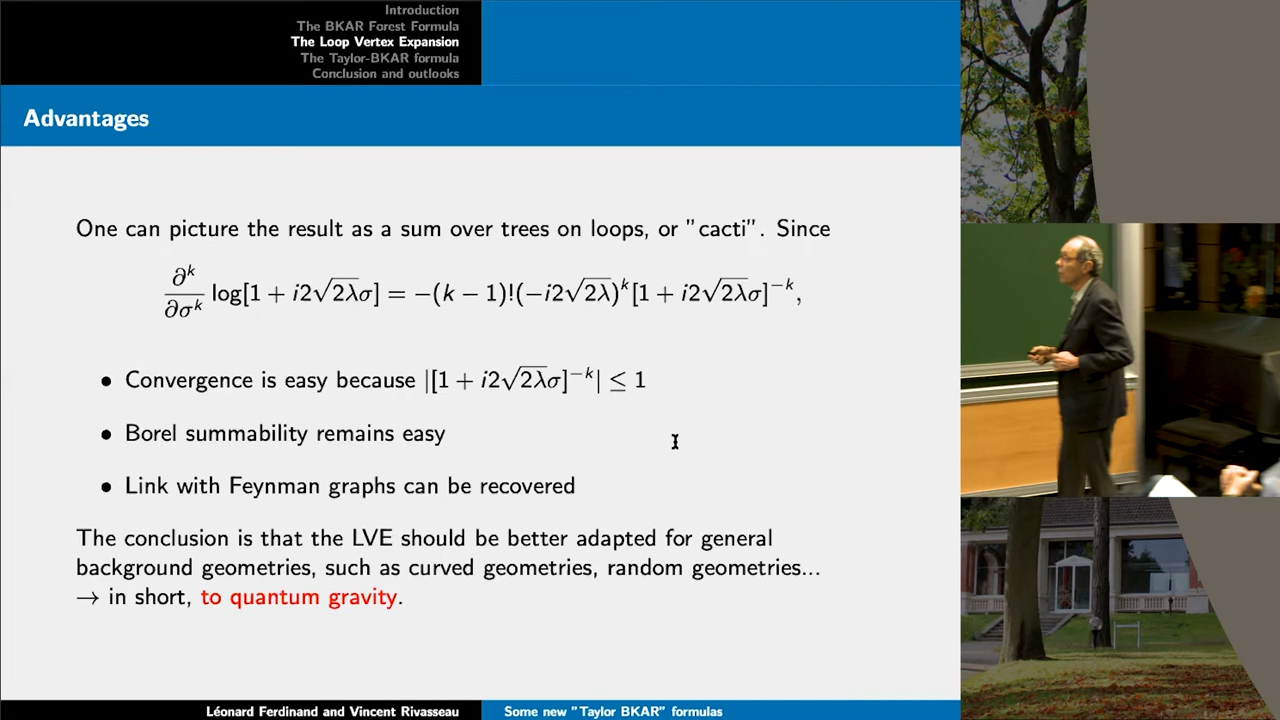 Introduction
The BKAR Forest Formula
The Loop Vertex Expansion
The Taylor-BKAR formula
Conclusion and outlooks
Advantages
One can picture the result as a sum over trees on loops, or "cacti". Since
∂^k/∂σ^k log[1 + i2√(2λ)σ] = −(k − 1)!(−i2√(2λ))^k[1 + i2√(2λ)σ]^{−k},
• Convergence is easy because |[1 + i2√(2λ)σ]^{−k}| ≤ 1
• Borel summability remains easy
• Link with Feynman graphs can be recovered
The conclusion is that the LVE should be better adapted for general
background geometries, such as curved geometries, random geometries...
→ in short, to quantum gravity.
Léonard Ferdinand and Vincent Rivasseau
Some new "Taylor BKAR" formulas